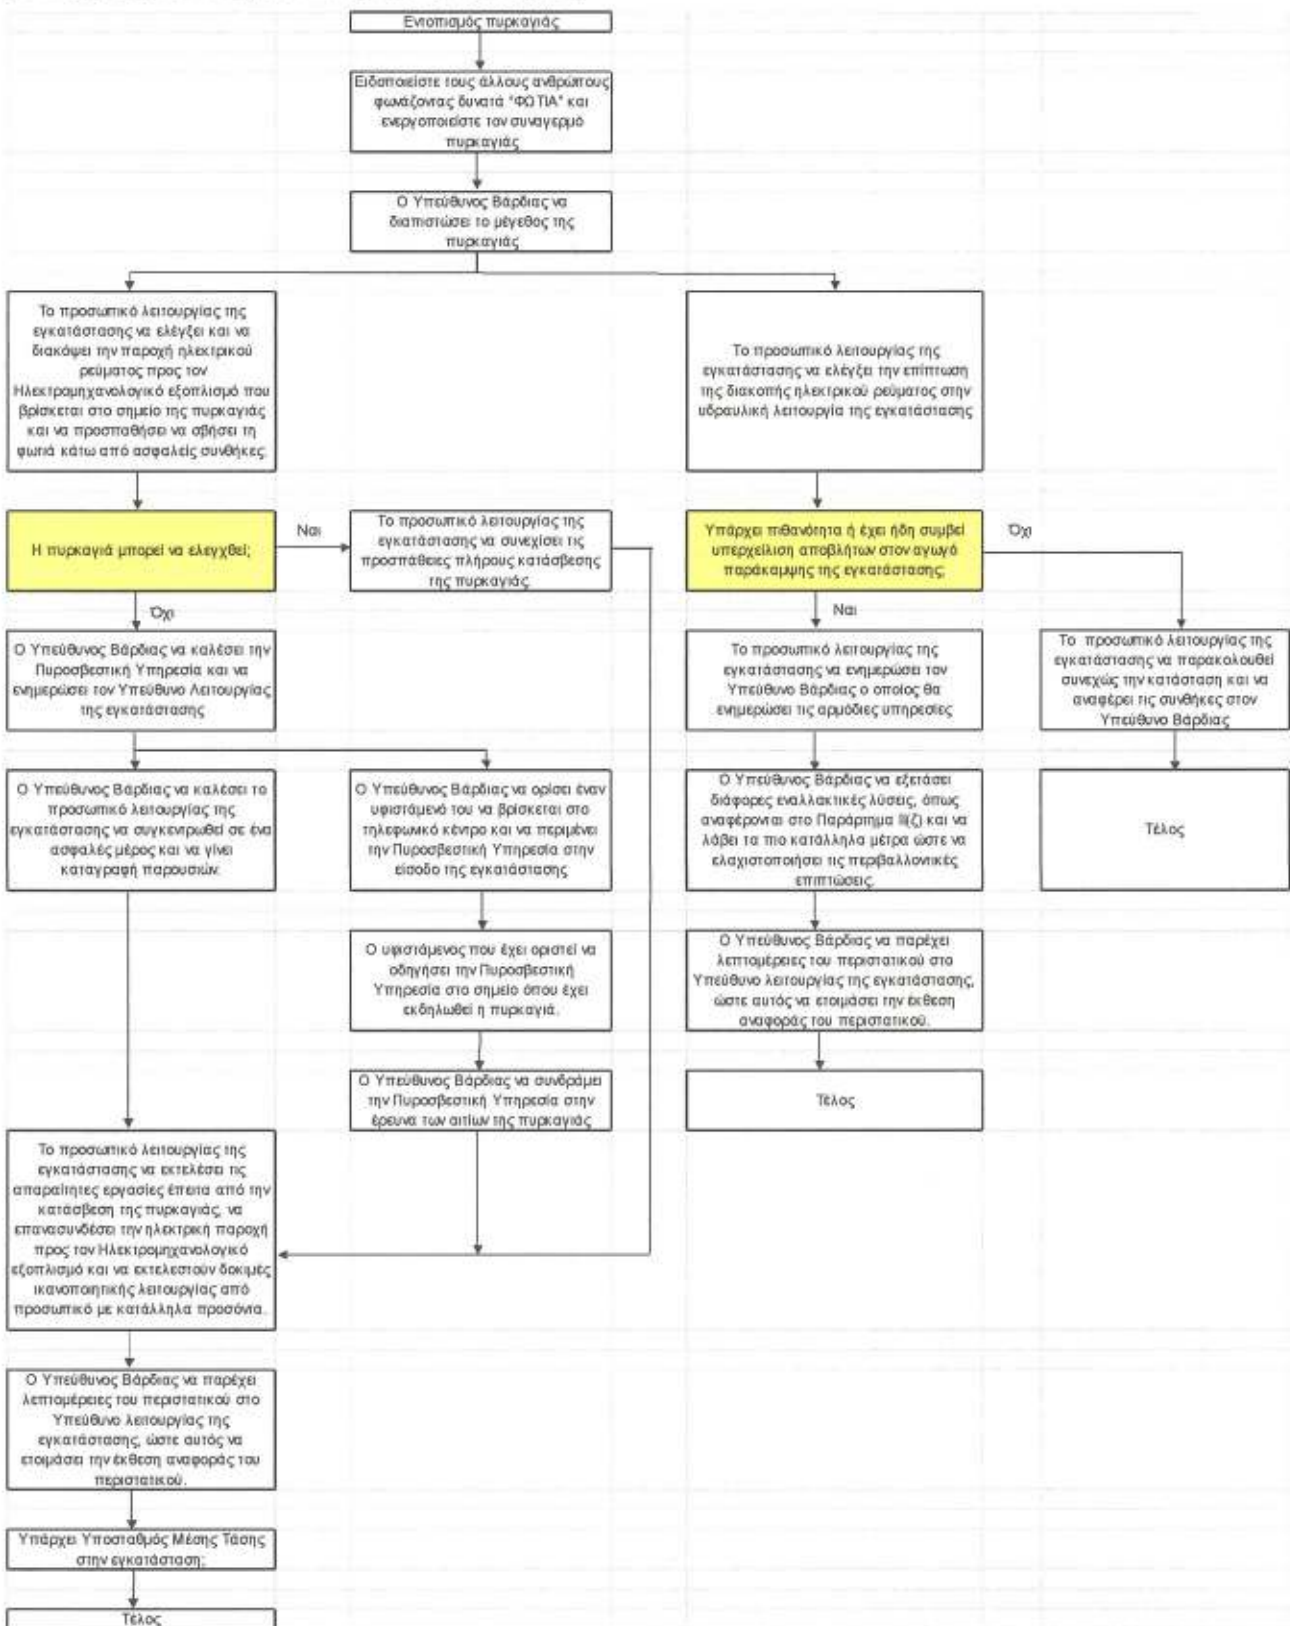 Εντοπισμός πυρκαγιάς
Ειδοποιείστε τους άλλους ανθρώπους
φωνάζοντας δυνατά "ΦΩΤΙΑ" και
ενεργοποιείστε τον συναγερμό
πυρκαγιάς
Ο Υπεύθυνος Βάρδιας να
διαπιστώσει το μέγεθος της
πυρκαγιάς
Το προσωπικό λειτουργίας της
εγκατάστασης να ελέγξει και να
διακόψει την παροχή ηλεκτρικού
ρεύματος προς τον
Ηλεκτρομηχανολογικό εξοπλισμό που
βρίσκεται στο σημείο της πυρκαγιάς
και να προσπαθήσει να σβήσει τη
φωτιά κάτω από ασφαλείς συνθήκες.
Το προσωπικό λειτουργίας της
εγκατάστασης να ελέγξει την επίπτωση
της διακοπής ηλεκτρικού ρεύματος στην
υδραυλική λειτουργία της εγκατάστασης
Η πυρκαγιά μπορεί να ελεγχθεί;
Ναι
Το προσωπικό λειτουργίας της
εγκατάστασης να συνεχίσει τις
προσπάθειες πλήρους κατάσβεσης
της πυρκαγιάς.
Υπάρχει πιθανότητα ή έχει ήδη συμβεί
υπερχείλιση αποβλήτων στον αγωγό
παράκαμψης της εγκατάστασης;
Όχι
Όχι
Ναι
Ο Υπεύθυνος Βάρδιας να καλέσει την
Πυροσβεστική Υπηρεσία και να
ενημερώσει τον Υπεύθυνο Λειτουργίας
της εγκατάστασης
Το προσωπικό λειτουργίας της
εγκατάστασης να ενημερώσει τον
Υπεύθυνο Βάρδιας ο οποίος θα
ενημερώσει τις αρμόδιες υπηρεσίες
Το προσωπικό λειτουργίας της
εγκατάστασης να παρακολουθεί
συνεχώς την κατάσταση και να
αναφέρει τις συνθήκες στον
Υπεύθυνο Βάρδιας
Ο Υπεύθυνος Βάρδιας να καλέσει το
προσωπικό λειτουργίας της
εγκατάστασης να συγκεντρωθεί σε ένα
ασφαλές μέρος και να γίνει
καταγραφή παρουσιών.
Ο Υπεύθυνος Βάρδιας να ορίσει έναν
υφιστάμενό του να βρίσκεται στο
τηλεφωνικό κέντρο και να περιμένει
την Πυροσβεστική Υπηρεσία στην
είσοδο της εγκατάστασης
Ο Υπεύθυνος Βάρδιας να εξετάσει
διάφορες εναλλακτικές λύσεις, όπως
αναφέρονται στο Παράρτημα ΙΙ(ζ) και να
λάβει τα πιο κατάλληλα μέτρα ώστε να
ελαχιστοποιήσει τις περιβαλλοντικές
επιπτώσεις.
Τέλος
Ο υφιστάμενος που έχει οριστεί να
οδηγήσει την Πυροσβεστική
Υπηρεσία στο σημείο όπου έχει
εκδηλωθεί η πυρκαγιά.
Ο Υπεύθυνος Βάρδιας να παρέχει
λεπτομέρειες του περιστατικού στο
Υπεύθυνο λειτουργίας της εγκατάστασης,
ώστε αυτός να ετοιμάσει την έκθεση
αναφοράς του περιστατικού.
Ο Υπεύθυνος Βάρδιας να συνδράμει
την Πυροσβεστική Υπηρεσία στην
έρευνα των αιτίων της πυρκαγιάς
Τέλος
Το προσωπικό λειτουργίας της
εγκατάστασης να εκτελέσει τις
απαραίτητες εργασίες έπειτα από την
κατάσβεση της πυρκαγιάς, να
επανασυνδέσει την ηλεκτρική παροχή
προς τον Ηλεκτρομηχανολογικό
εξοπλισμό και να εκτελεστούν δοκιμές
ικανοποιητικής λειτουργίας από
προσωπικό με κατάλληλα προσόντα.
Ο Υπεύθυνος Βάρδιας να παρέχει
λεπτομέρειες του περιστατικού στο
Υπεύθυνο λειτουργίας της
εγκατάστασης, ώστε αυτός να
ετοιμάσει την έκθεση αναφοράς του
περιστατικού.
Υπάρχει Υποσταθμός Μέσης Τάσης
στην εγκατάσταση;
Τέλος